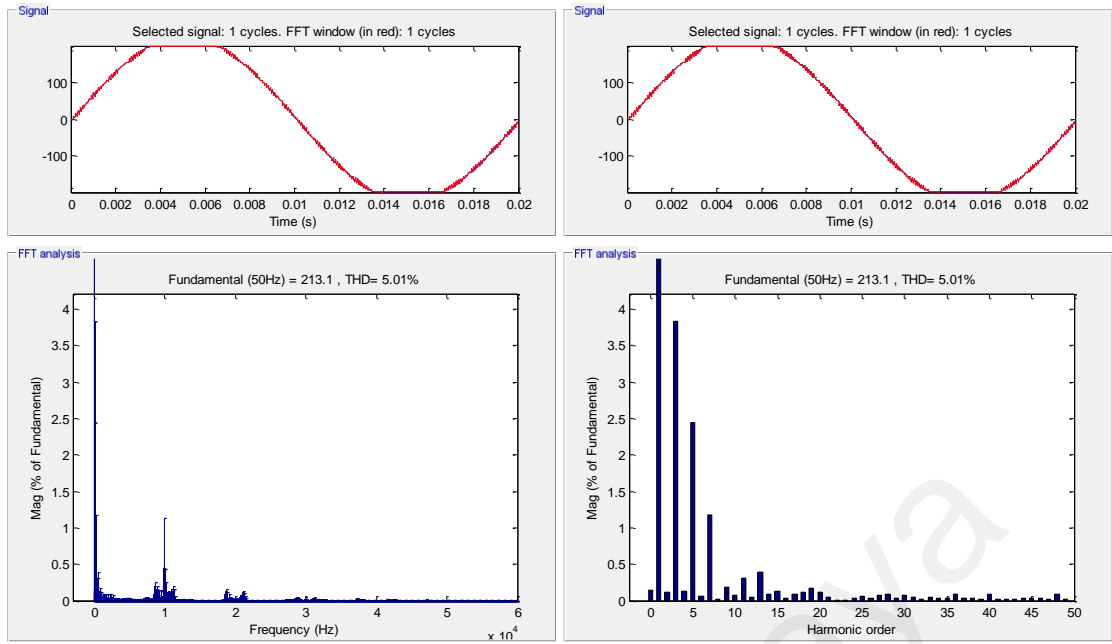 Signal
Selected signal: 1 cycles. FFT window (in red): 1 cycles
100
0
-100
0 0.002 0.004 0.006 0.008 0.01 0.012 0.014 0.016 0.018 0.02
Time (s)
Signal
Selected signal: 1 cycles. FFT window (in red): 1 cycles
100
0
-100
0 0.002 0.004 0.006 0.008 0.01 0.012 0.014 0.016 0.018 0.02
Time (s)
FFT analysis
Fundamental (50Hz) = 213.1 , THD= 5.01%
Mag (% of Fundamental)
4
3.5
3
2.5
2
1.5
1
0.5
0
0 1 2 3 4 5 60
Frequency (Hz)
x 10^4
FFT analysis
Fundamental (50Hz) = 213.1 , THD= 5.01%
Mag (% of Fundamental)
4
3.5
3
2.5
2
1.5
1
0.5
0
0 5 10 15 20 25 30 35 40 45 50
Harmonic order